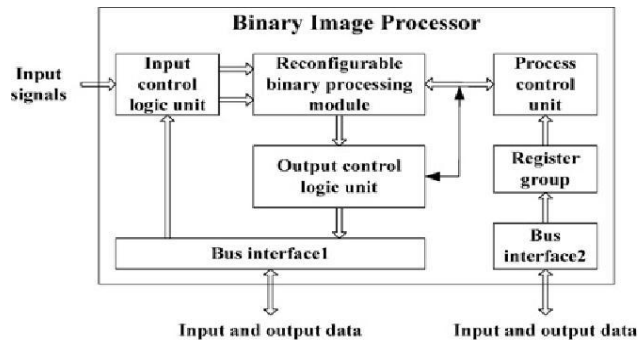 Binary Image Processor
Input
signals
Input
control
logic unit
Reconfigurable
binary processing
module
Process
control
unit
Output control
logic unit
Register
group
Bus interface1
Bus
interface2
Input and output data
Input and output data